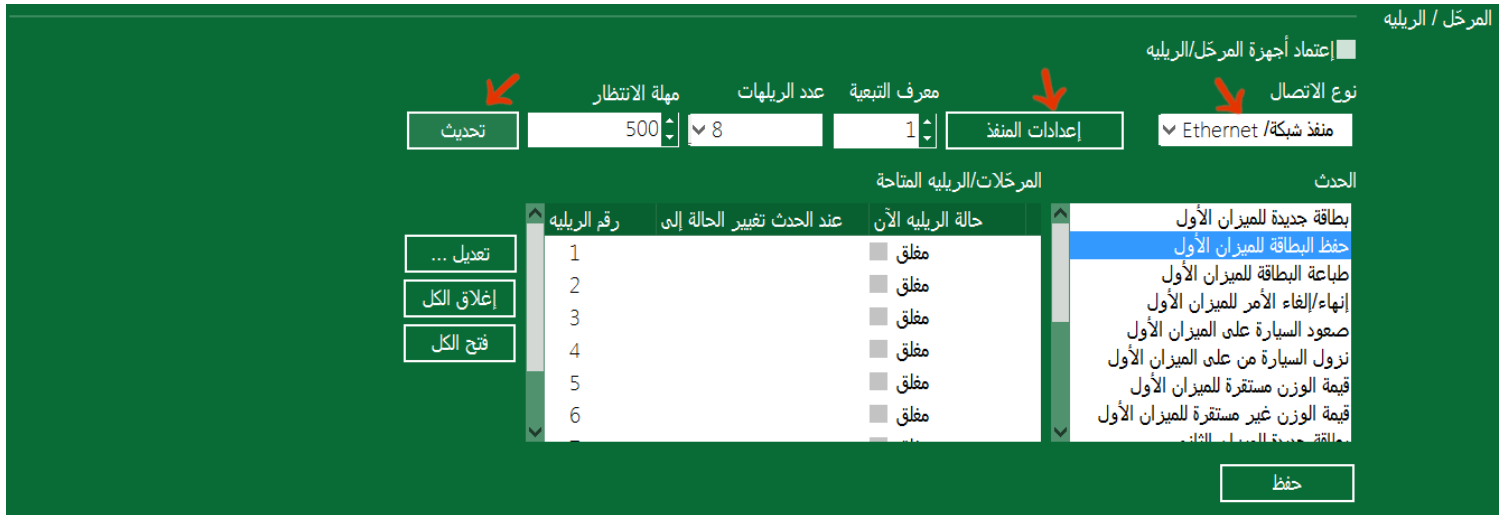 المرحّل / الريليه
إعتماد أجهزة المرحّل/الريليه
نوع الاتصال
معرف التبعية
عدد الريلهات
مهلة الانتظار
منفذ شبكة/ Ethernet
إعدادات المنفذ
1
8
500
تحديث
الحدث
المرحّلات/الريليه المتاحة
بطاقة جديدة للميزان الأول
حفظ البطاقة للميزان الأول
طباعة البطاقة للميزان الأول
إنهاء/إلغاء الأمر للميزان الأول
صعود السيارة على الميزان الأول
نزول السيارة من على الميزان الأول
قيمة الوزن مستقرة للميزان الأول
قيمة الوزن غير مستقرة للميزان الأول
حالة الريليه الآن
عند الحدث تغيير الحالة إلى
رقم الريليه
مغلق 1
مغلق 2
مغلق 3
مغلق 4
مغلق 5
مغلق 6
تعديل ...
إغلاق الكل
فتح الكل
حفظ